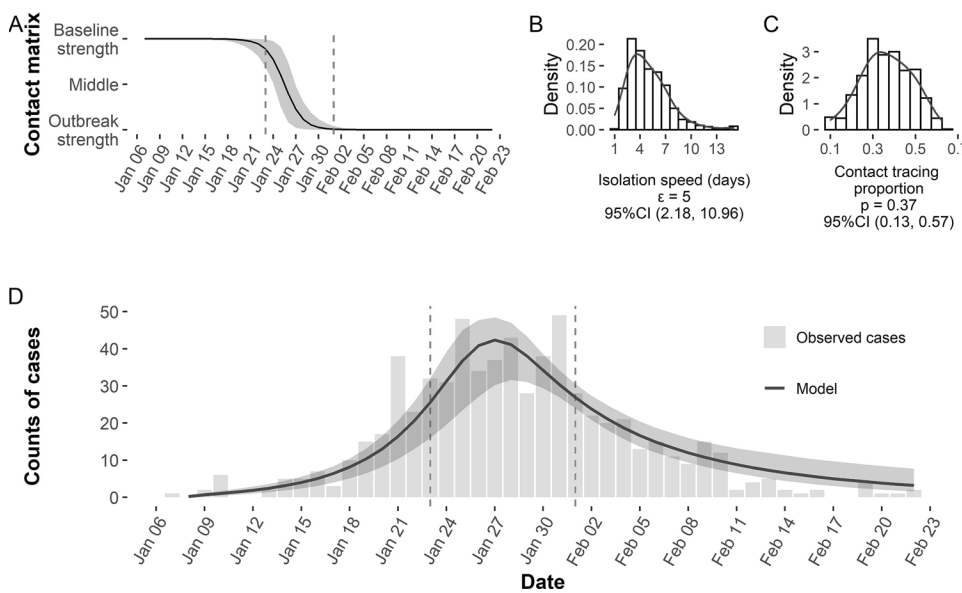 A.
Contact matrix
Baseline
strength
Middle
Outbreak
strength
Jan 06
Jan 09
Jan 12
Jan 15
Jan 18
Jan 21
Jan 24
Jan 27
Jan 30
Feb 02
Feb 05
Feb 08
Feb 11
Feb 14
Feb 17
Feb 20
Feb 23
B
Density
0.20
0.15
0.10
0.05
0.00
1 4 7 10 13
Isolation speed (days)
ε = 5
95%CI (2.18, 10.96)
C
Density
3
2
1
0
0.1 0.3 0.5
Contact tracing
proportion
p = 0.37
95%CI (0.13, 0.57)
D
Counts of cases
50
40
30
20
10
0
Observed cases
Model
Jan 06
Jan 09
Jan 12
Jan 15
Jan 18
Jan 21
Jan 24
Jan 27
Jan 30
Feb 02
Feb 05
Feb 08
Feb 11
Feb 14
Feb 17
Feb 20
Feb 23
Date